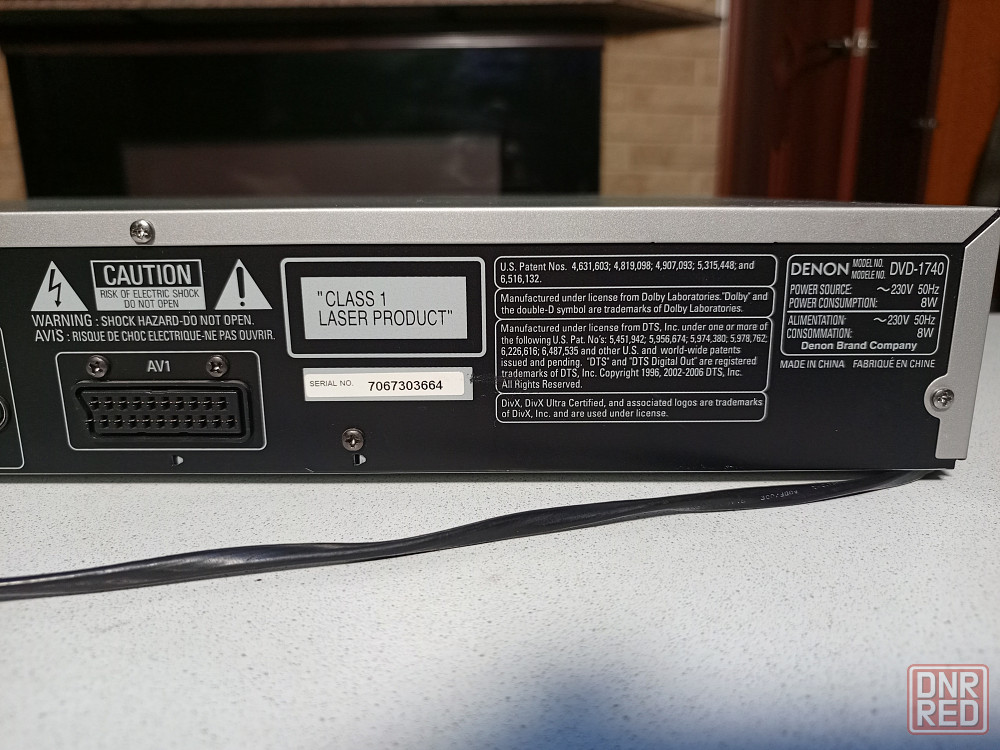 CAUTION
RISK OF ELECTRIC SHOCK
DO NOT OPEN
WARNING : SHOCK HAZARD-DO NOT OPEN.
AVIS : RISQUE DE CHOC ELECTRIQUE-NE PAS OUVRIR.
AV1
"CLASS 1
LASER PRODUCT"
SERIAL NO. 7067303664
U.S. Patent Nos. 4,631,603; 4,819,098; 4,907,093; 5,315,448; and
6,516,132.
Manufactured under license from Dolby Laboratories. "Dolby" and
the double-D symbol are trademarks of Dolby Laboratories.
Manufactured under license from DTS, Inc. under one or more of
the following U.S. Pat. No's: 5,451,942; 5,956,674; 5,974,380; 5,978,762;
6,226,616; 6,487,535 and other U.S. and world-wide patents
issued and pending. "DTS" and "DTS Digital Out" are registered
trademarks of DTS, Inc. Copyright 1996, 2002-2006 DTS, Inc.
All Rights Reserved.
DivX, DivX Ultra Certified, and associated logos are trademarks
of DivX, Inc. and are used under license.
DENON MODEL NO. MODÈLE NO. DVD-1740
POWER SOURCE: ～230V 50Hz
POWER CONSUMPTION: 8W
ALIMENTATION: ～230V 50Hz
CONSOMMATION: 8W
Denon Brand Company
MADE IN CHINA FABRIQUÉ EN CHINE
DNR
RED